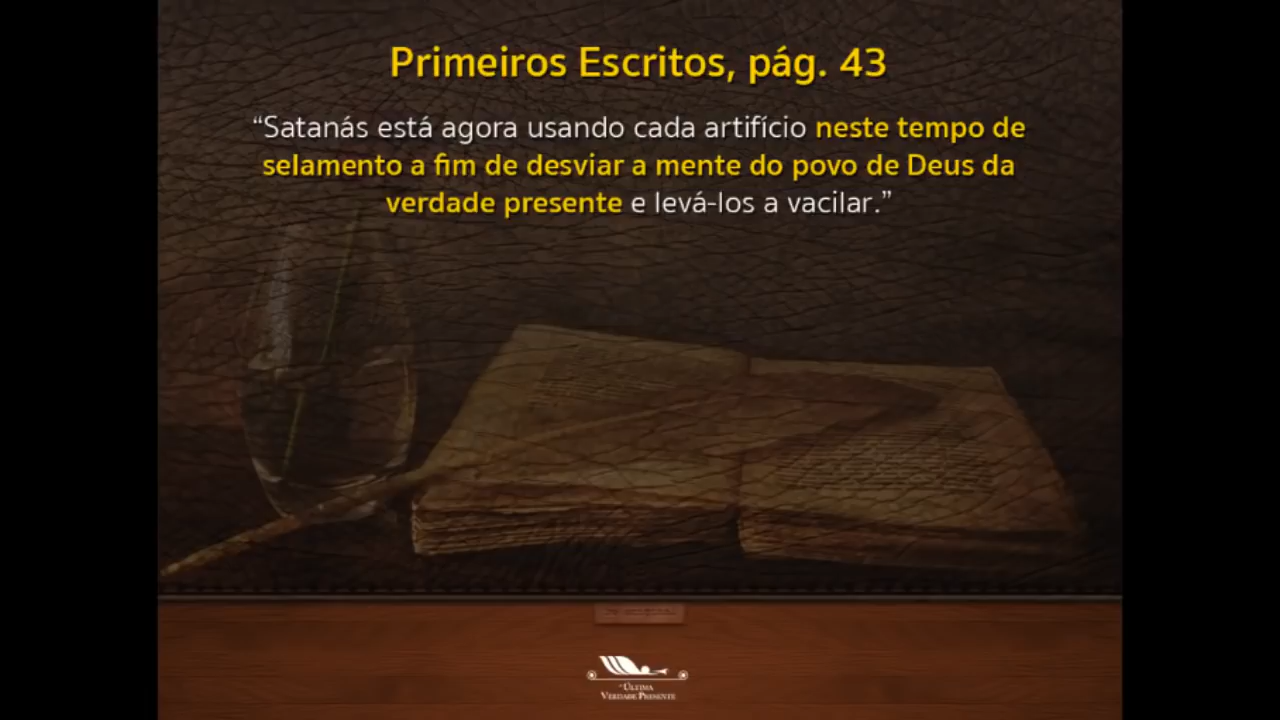 Primeiros Escritos, pág. 43
“Satanás está agora usando cada artifício neste tempo de
selamento a fim de desviar a mente do povo de Deus da
verdade presente e levá-los a vacilar.”
Última
Verdade Presente